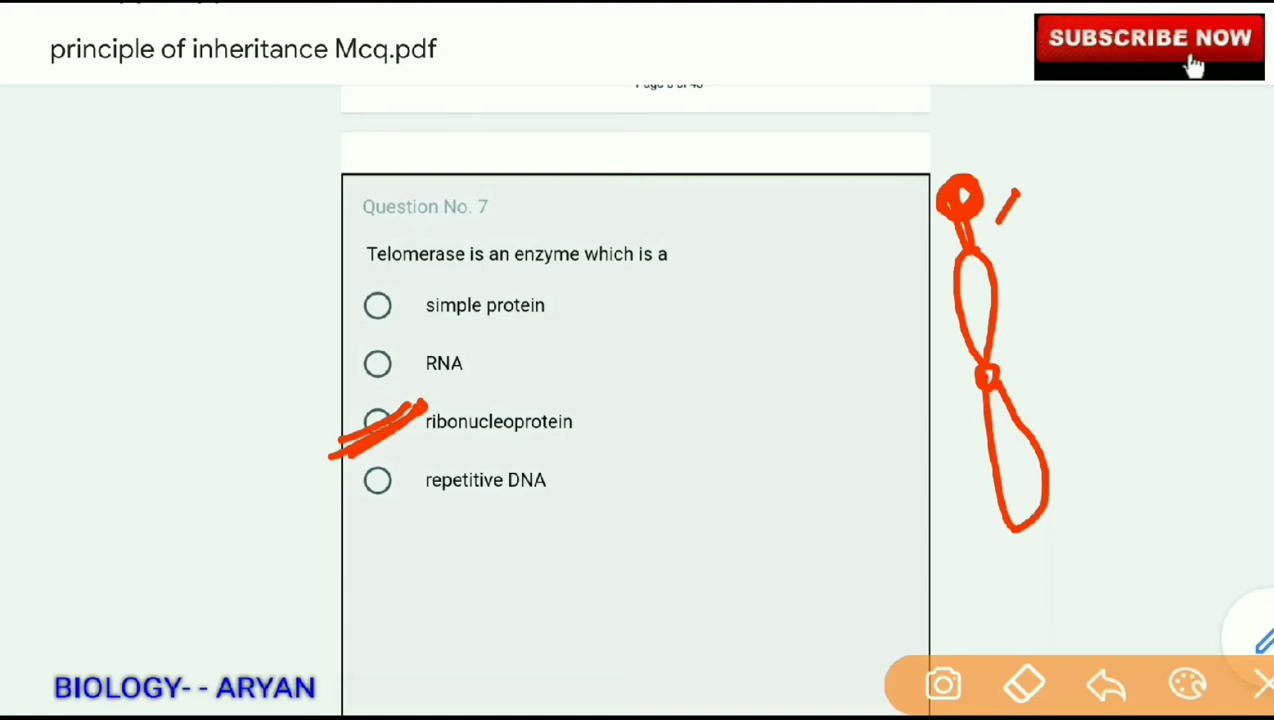 principle of inheritance Mcq.pdf
SUBSCRIBE NOW
Question No. 7
Telomerase is an enzyme which is a
simple protein
RNA
ribonucleoprotein
repetitive DNA
BIOLOGY- - ARYAN